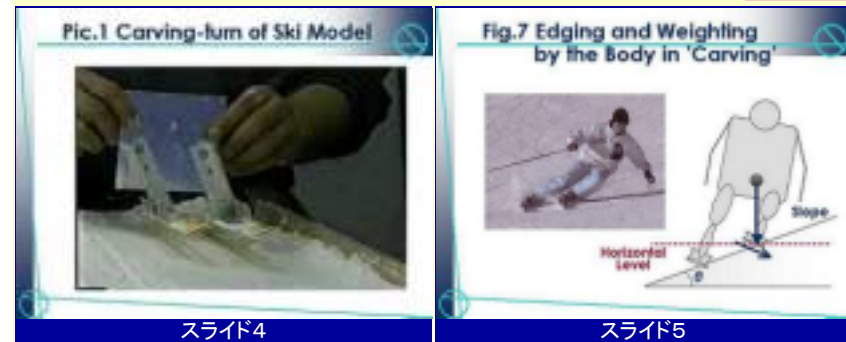 Pic.1 Carving-turn of Ski Model
スライド4
Fig.7 Edging and Weighting
by the Body in 'Carving'
Slope
Horizontal
Level
θ
スライド5